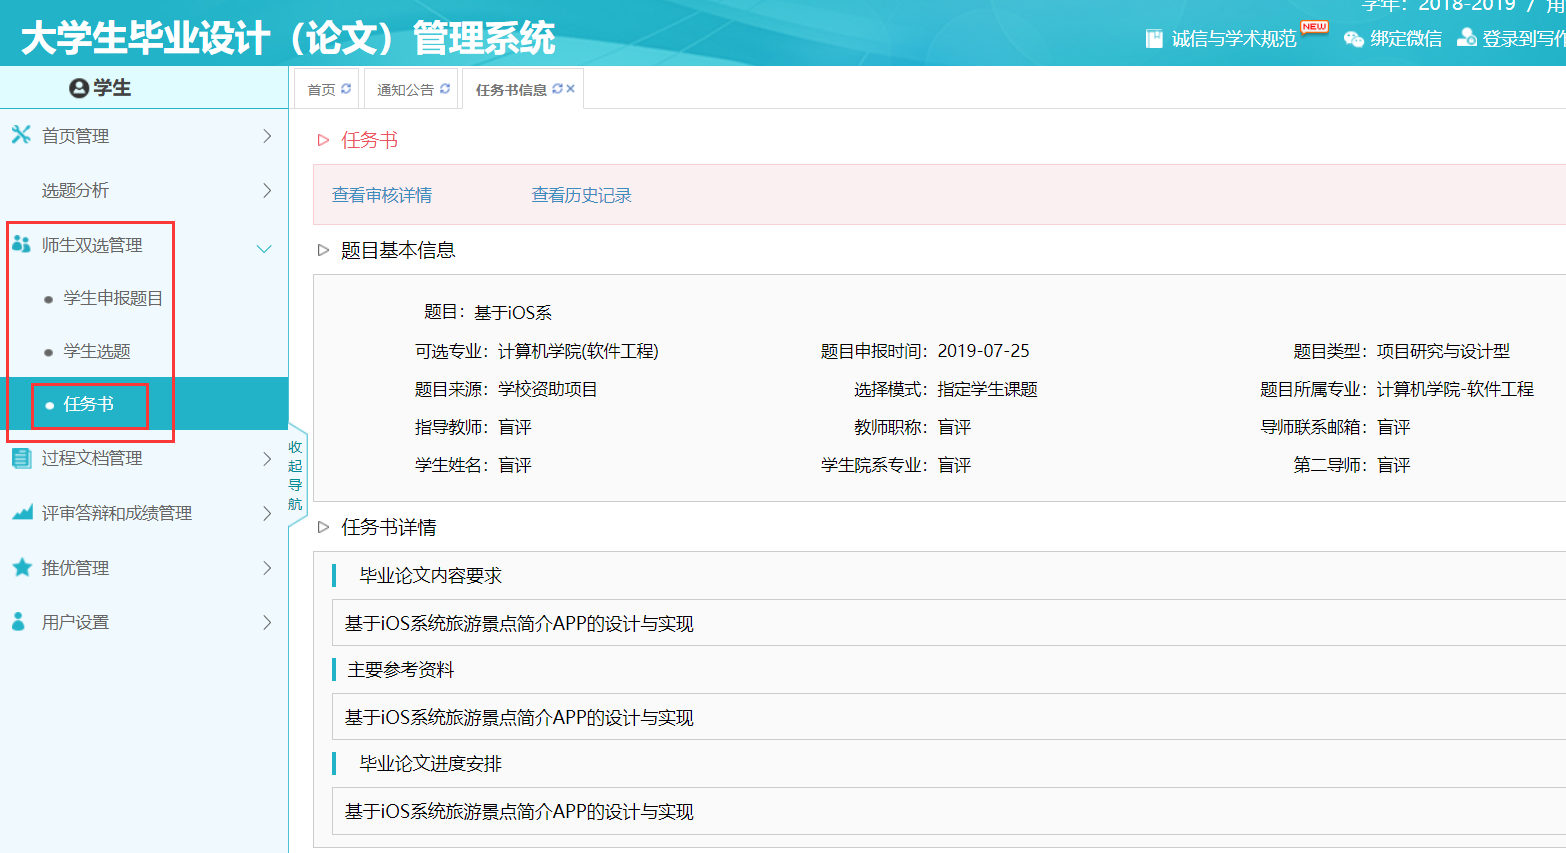 学年：2018-2019 / 角
大学生毕业设计（论文）管理系统
诚信与学术规范 NEW 绑定微信 登录到写作
学生
首页 通知公告 任务书信息
首页管理
选题分析
师生双选管理
学生申报题目
学生选题
任务书
过程文档管理
评审答辩和成绩管理
推优管理
用户设置
收起导航
任务书
查看审核详情 查看历史记录
题目基本信息
题目：基于iOS系
可选专业：计算机学院(软件工程) 题目申报时间：2019-07-25 题目类型：项目研究与设计型
题目来源：学校资助项目 选择模式：指定学生课题 题目所属专业：计算机学院-软件工程
指导教师：盲评 教师职称：盲评 导师联系邮箱：盲评
学生姓名：盲评 学生院系专业：盲评 第二导师：盲评
任务书详情
毕业论文内容要求
基于iOS系统旅游景点简介APP的设计与实现
主要参考资料
基于iOS系统旅游景点简介APP的设计与实现
毕业论文进度安排
基于iOS系统旅游景点简介APP的设计与实现